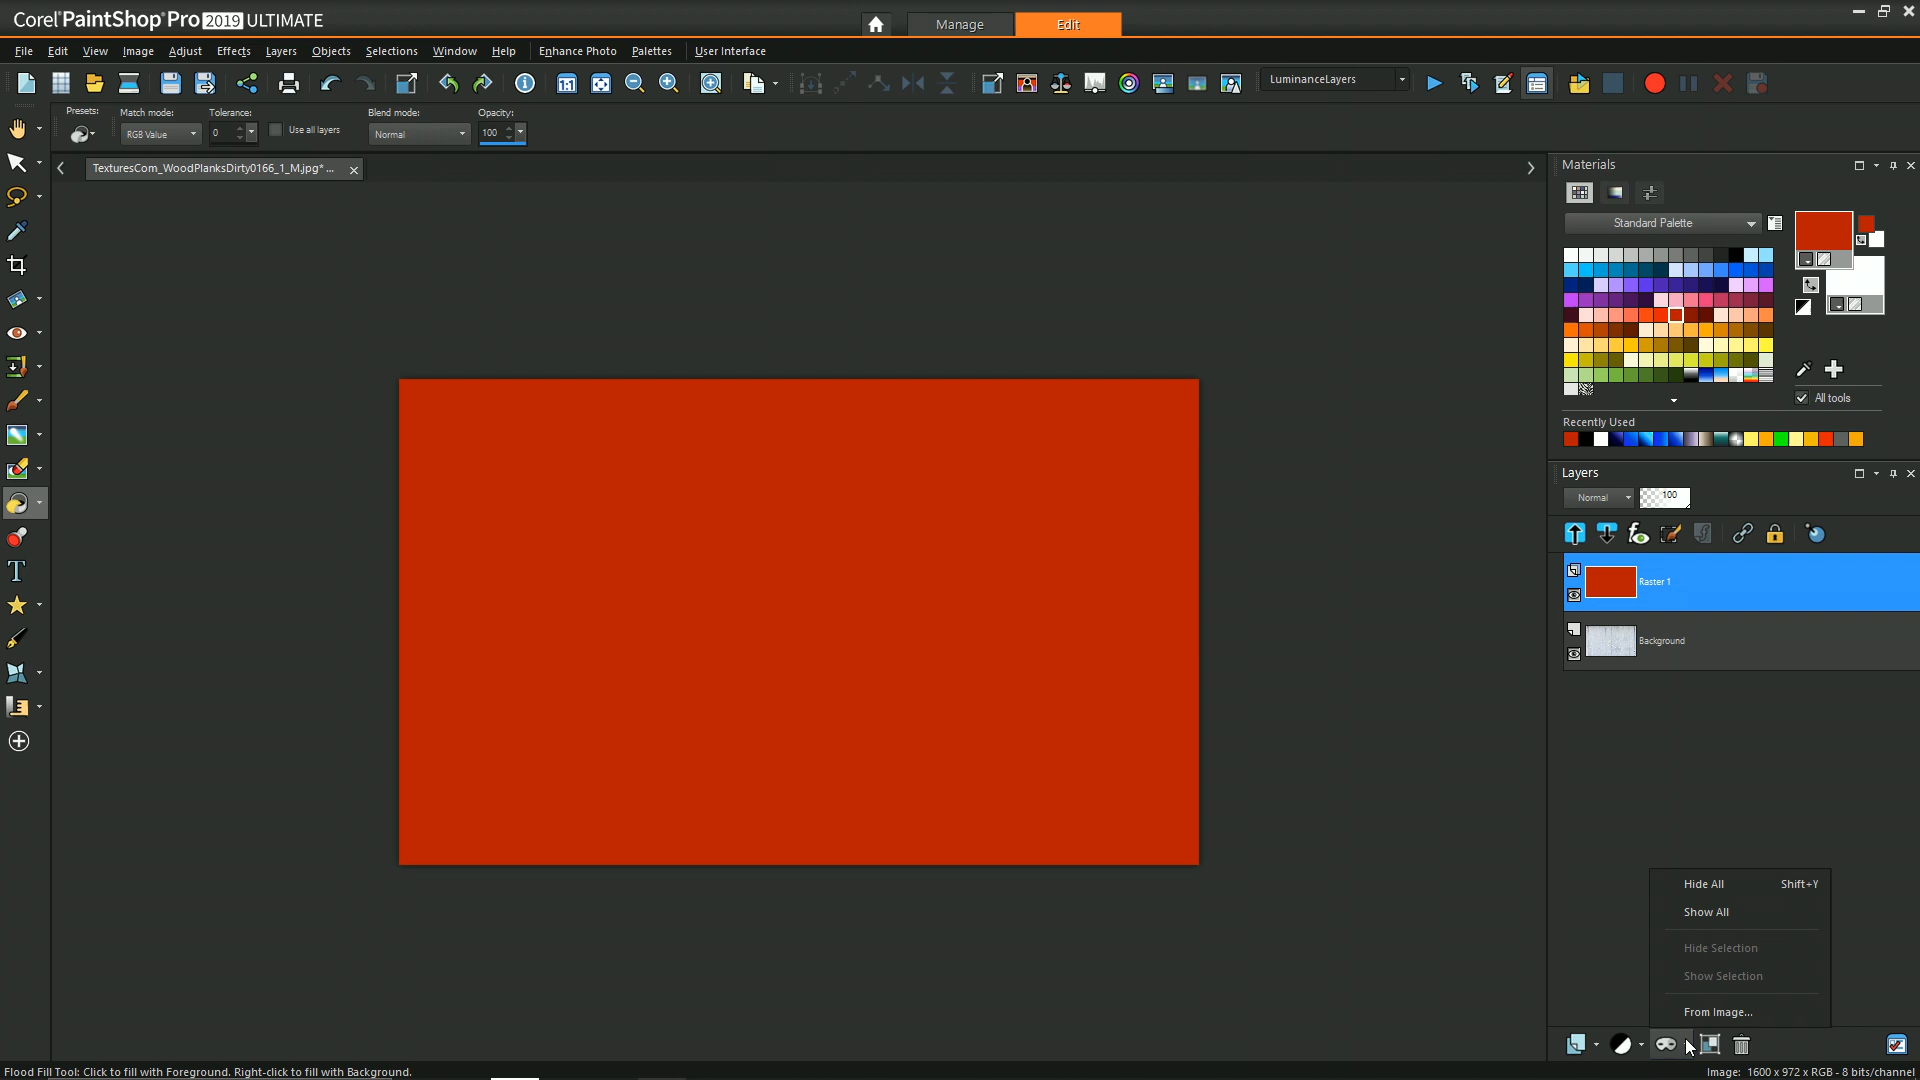 Corel PaintShop Pro 2019 ULTIMATE
Manage
Edit
File Edit View Image Adjust Effects Layers Objects Selections Window Help Enhance Photo Palettes User Interface
LuminanceLayers
Presets:
Match mode:
RGB Value
Tolerance:
0
Use all layers
Blend mode:
Normal
Opacity:
100
TexturesCom_WoodPlanksDirty0166_1_M.jpg* ...
Materials
Standard Palette
All tools
Recently Used
Layers
Normal
100
Raster 1
Background
Hide All Shift+Y
Show All
Hide Selection
Show Selection
From Image...
Flood Fill Tool: Click to fill with Foreground. Right-click to fill with Background.
Image: 1600 x 972 x RGB - 8 bits/channel